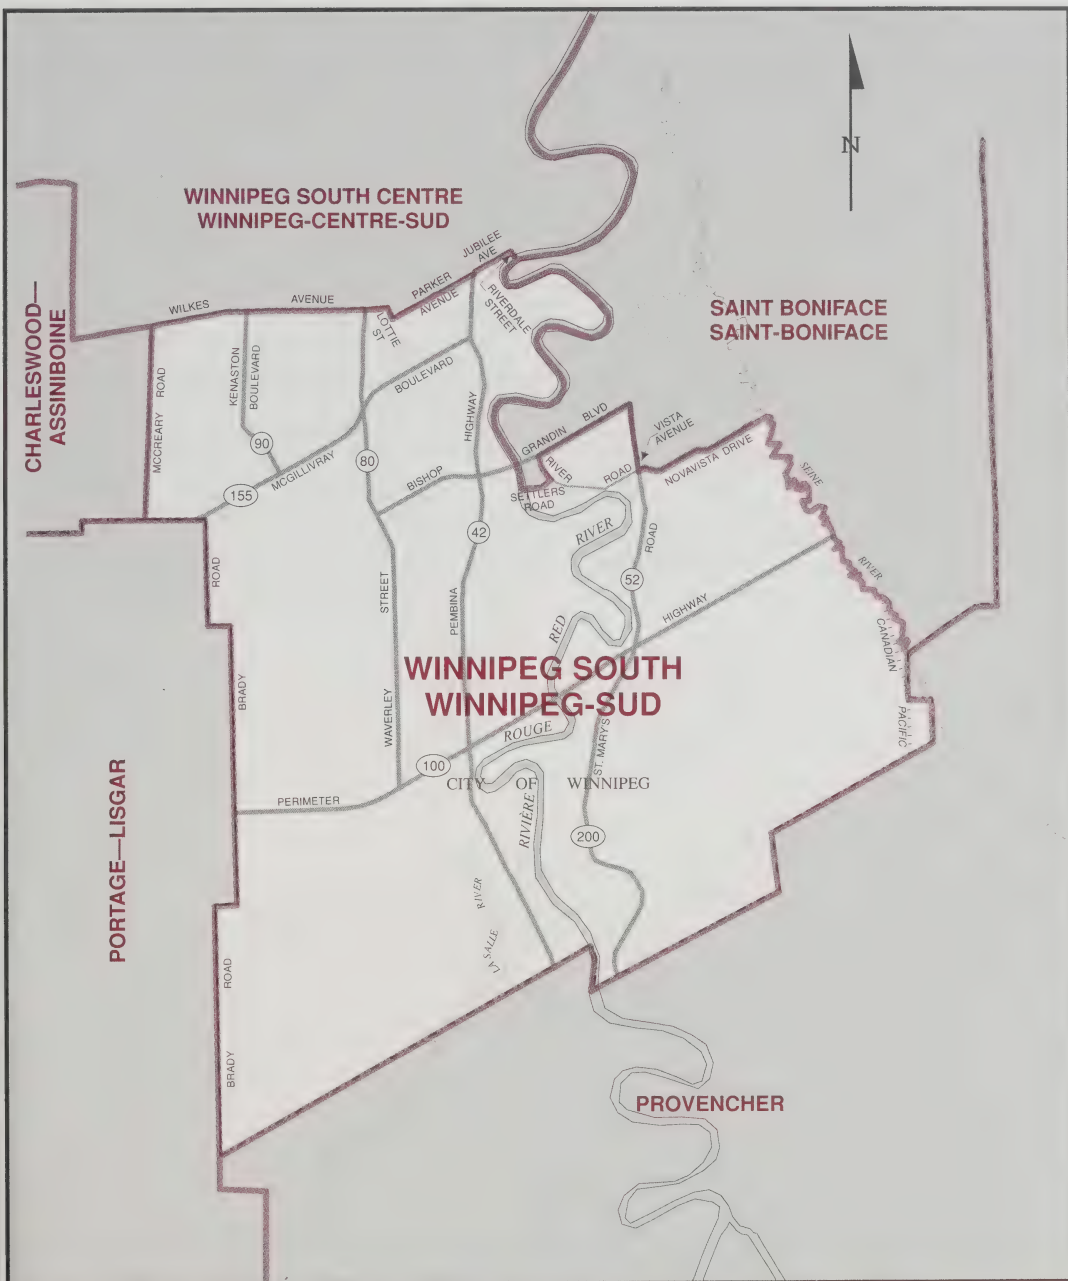 N
WINNIPEG SOUTH CENTRE
WINNIPEG-CENTRE-SUD
JUBILEE
AVE
PARKER
AVENUE
RIVERDALE
STREET
WILKES
AVENUE
LOTTIE
ST
SAINT BONIFACE
SAINT-BONIFACE
CHARLESWOOD—
ASSINIBOINE
MCCREARY ROAD
KENASTON
BOULEVARD
BOULEVARD
HIGHWAY
GRANDIN BLVD
VISTA
AVENUE
90
80
MCGILLIVRAY
155
BISHOP
RIVER
ROAD
NOVAVISTA DRIVE
SETTLERS
ROAD
SEINE
RIVER
42
RIVER
ROAD
ROAD
52
STREET
PEMBINA
HIGHWAY
RED
CANADIAN
PACIFIC
WINNIPEG SOUTH
WINNIPEG-SUD
BRADY
WAVERLEY
ROUGE
ST. MARY'S
100
CITY OF WINNIPEG
PERIMETER
RIVIÈRE
200
PORTAGE—LISGAR
RIVER
LA SALLE
ROAD
BRADY
PROVENCHER